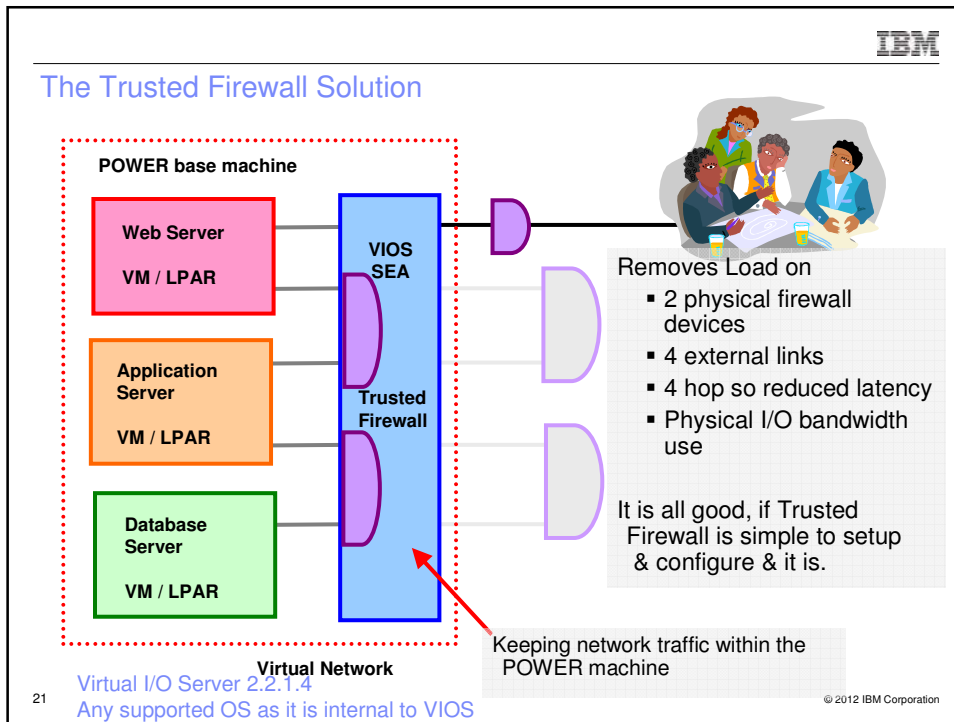 IBM
The Trusted Firewall Solution
POWER base machine
Web Server
VM / LPAR
Application
Server
VM / LPAR
Database
Server
VM / LPAR
VIOS
SEA
Trusted
Firewall
Removes Load on
▪ 2 physical firewall
devices
▪ 4 external links
▪ 4 hop so reduced latency
▪ Physical I/O bandwidth
use
It is all good, if Trusted
Firewall is simple to setup
& configure & it is.
Keeping network traffic within the
POWER machine
Virtual Network
Virtual I/O Server 2.2.1.4
Any supported OS as it is internal to VIOS
21
© 2012 IBM Corporation